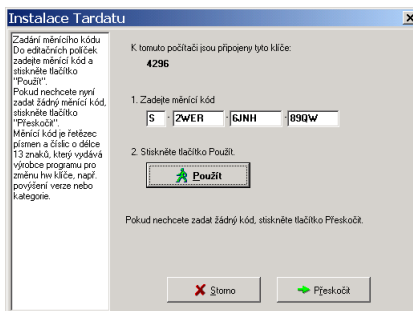 Instalace Tardatu
Zadání měnícího kódu
Do editačních políček
zadejte měnící kód a
stiskněte tlačítko
"Použít".
Pokud nechcete nyní
zadat žádný měnící kód,
stiskněte tlačítko
"Přeskočit".
Měnící kód je řetězec
písmen a číslic o délce
13 znaků, který vydává
výrobce programu pro
změnu hw klíče, např.
povýšení verze nebo
kategorie.
K tomuto počítači jsou připojeny tyto klíče:
4296
1. Zadejte měnící kód
S - 2WER - 6JNH - 89QW
2. Stiskněte tlačítko Použít.
Použít
Pokud nechcete zadat žádný kód, stiskněte tlačítko Přeskočit.
Storno
Přeskočit